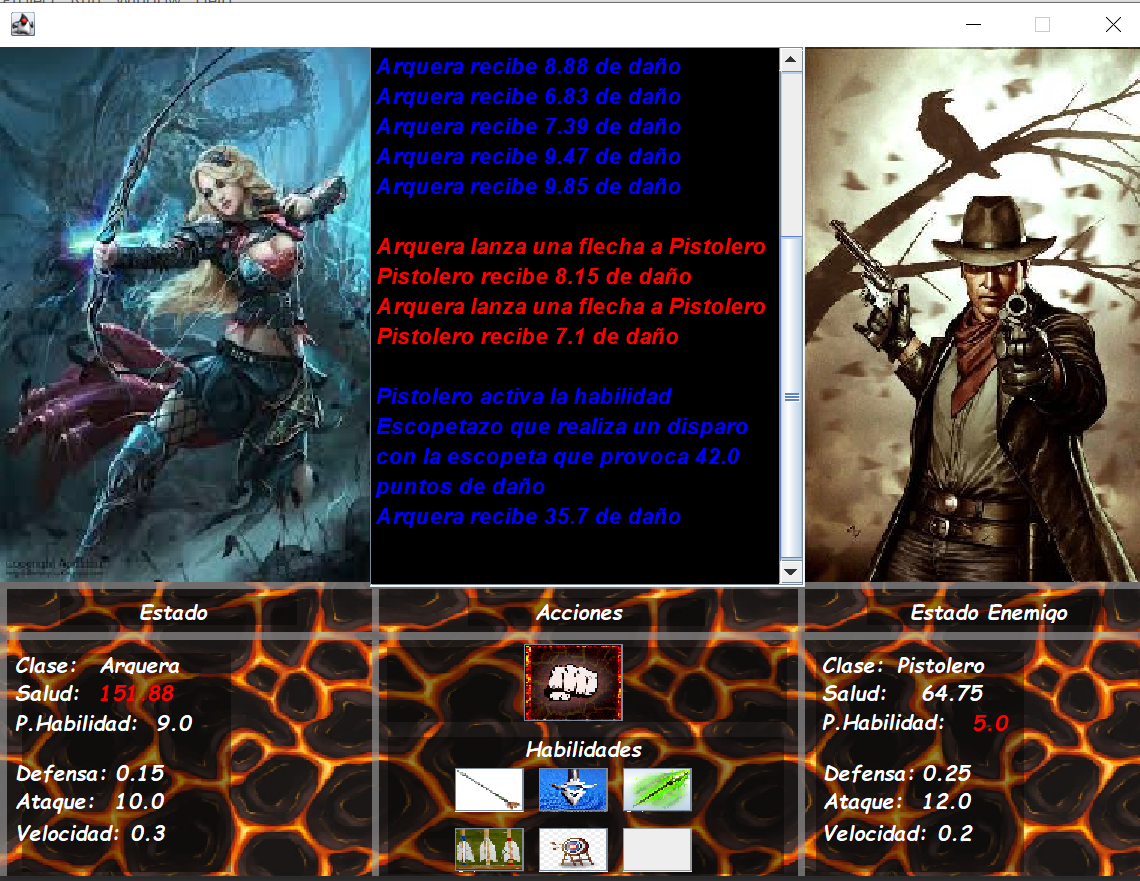 Arquera recibe 8.88 de daño
Arquera recibe 6.83 de daño
Arquera recibe 7.39 de daño
Arquera recibe 9.47 de daño
Arquera recibe 9.85 de daño
Arquera lanza una flecha a Pistolero
Pistolero recibe 8.15 de daño
Arquera lanza una flecha a Pistolero
Pistolero recibe 7.1 de daño
Pistolero activa la habilidad
Escopetazo que realiza un disparo
con la escopeta que provoca 42.0
puntos de daño
Arquera recibe 35.7 de daño
Estado
Clase: Arquera
Salud: 151.88
P.Habilidad: 9.0
Defensa: 0.15
Ataque: 10.0
Velocidad: 0.3
Acciones
Habilidades
Estado Enemigo
Clase: Pistolero
Salud: 64.75
P.Habilidad: 5.0
Defensa: 0.25
Ataque: 12.0
Velocidad: 0.2